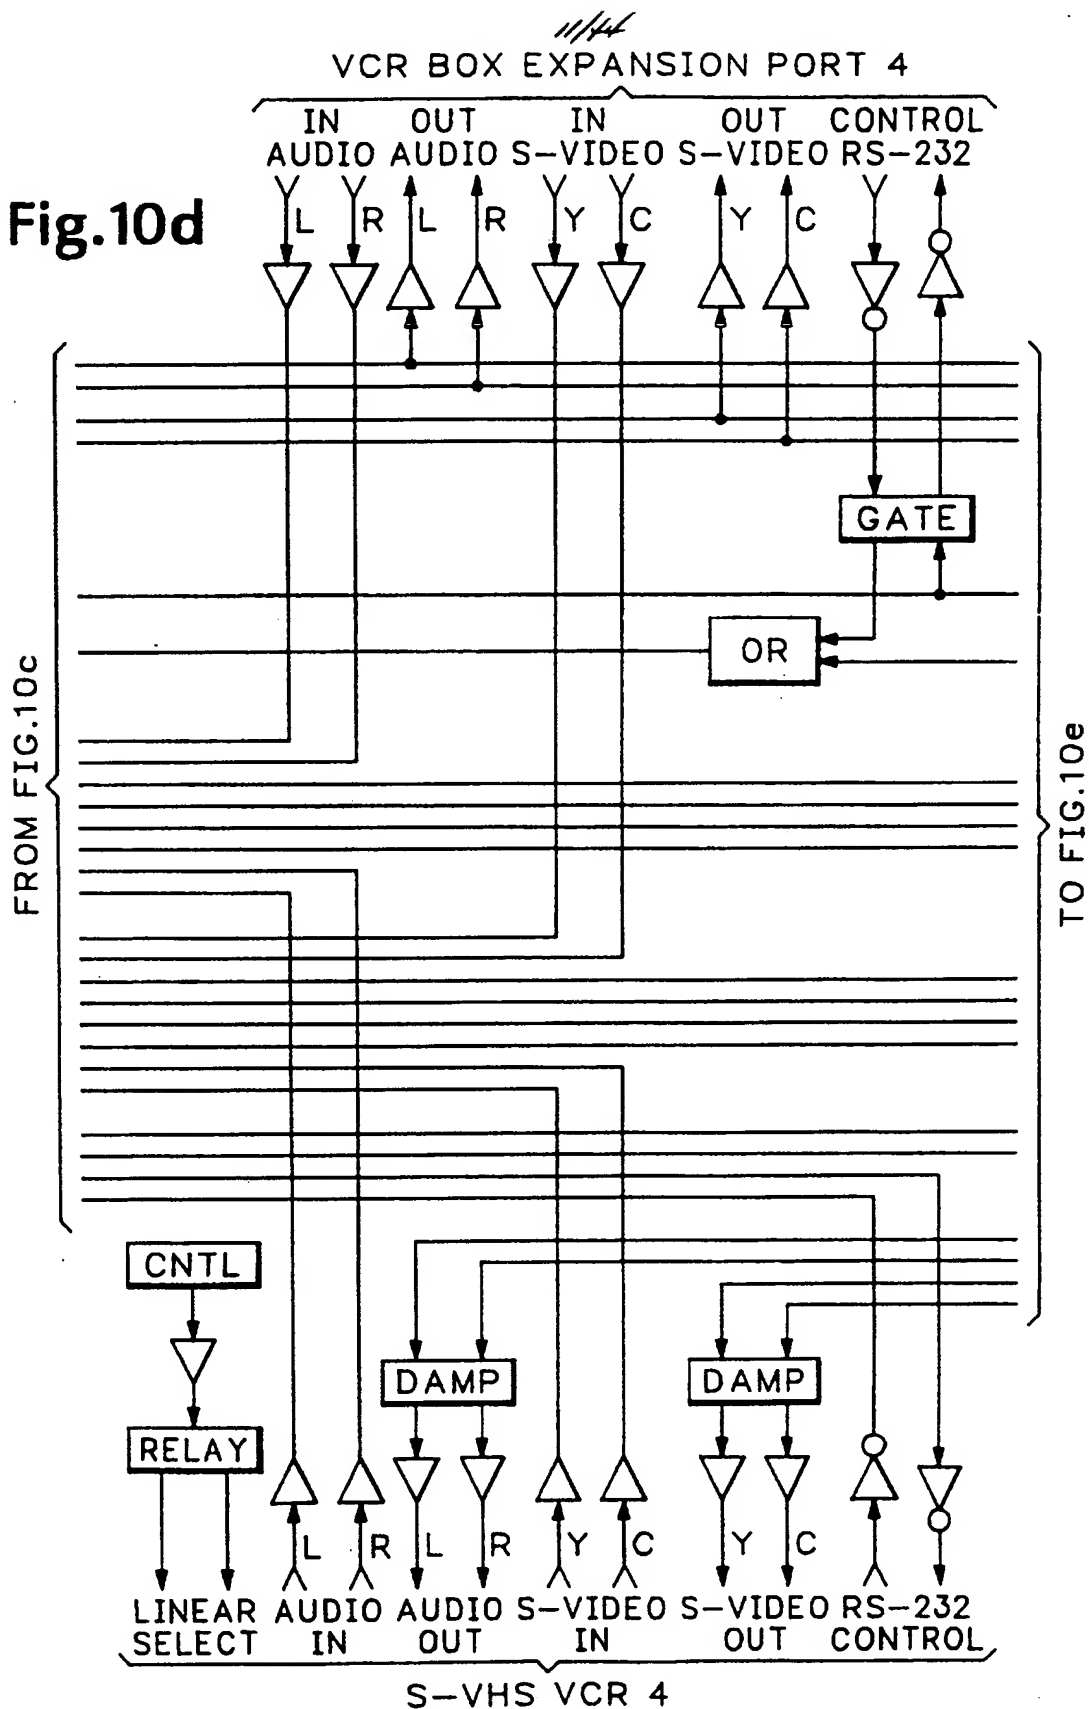 11/44
VCR BOX EXPANSION PORT 4
IN OUT IN OUT CONTROL
AUDIO AUDIO S-VIDEO S-VIDEO RS-232
Fig.10d
L R L R Y C Y C
GATE
OR
FROM FIG.10c
TO FIG.10e
CNTL
DAMP DAMP
RELAY
L R L R Y C Y C
LINEAR AUDIO AUDIO S-VIDEO S-VIDEO RS-232
SELECT IN OUT IN OUT CONTROL
S-VHS VCR 4